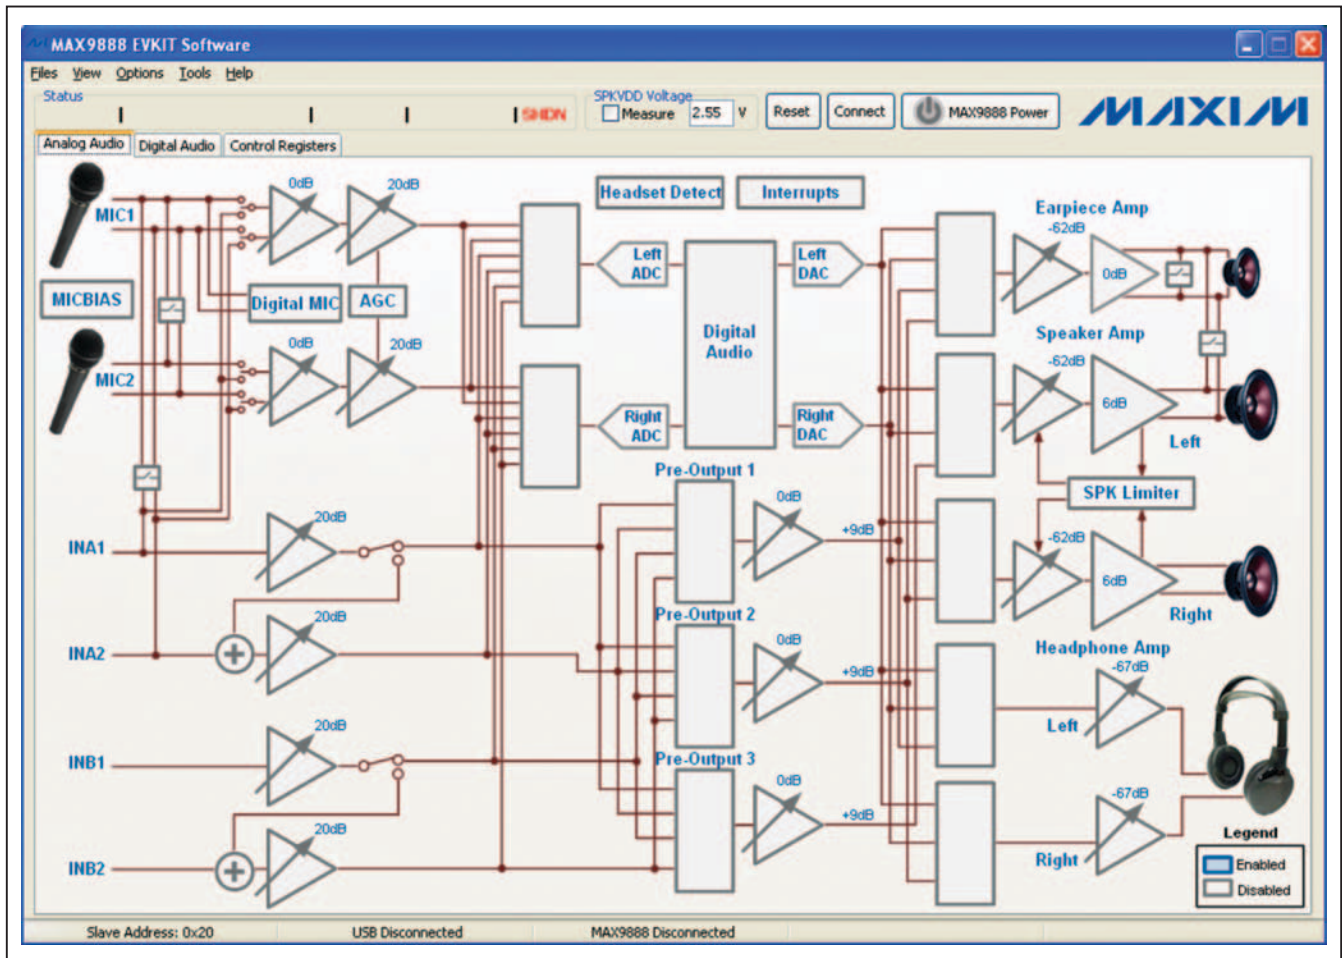 MAX9888 EVKIT Software
Files View Options Tools Help
Status
SHDN
SPKVDD Voltage
Measure 2.55 V
Reset
Connect
MAX9888 Power
MAXIM
Analog Audio
Digital Audio
Control Registers
MIC1
0dB
20dB
Headset Detect
Interrupts
Earpiece Amp
-62dB
Left ADC
Left DAC
0dB
MICBIAS
Digital MIC
AGC
Digital Audio
Speaker Amp
MIC2
0dB
20dB
-62dB
6dB
Right ADC
Right DAC
Left
Pre-Output 1
SPK Limiter
INA1
20dB
0dB
+9dB
-62dB
6dB
Right
Pre-Output 2
INA2
20dB
0dB
+9dB
Headphone Amp
-67dB
Left
INB1
20dB
Pre-Output 3
0dB
+9dB
-67dB
Right
INB2
20dB
Legend
Enabled
Disabled
Slave Address: 0x20
USB Disconnected
MAX9888 Disconnected